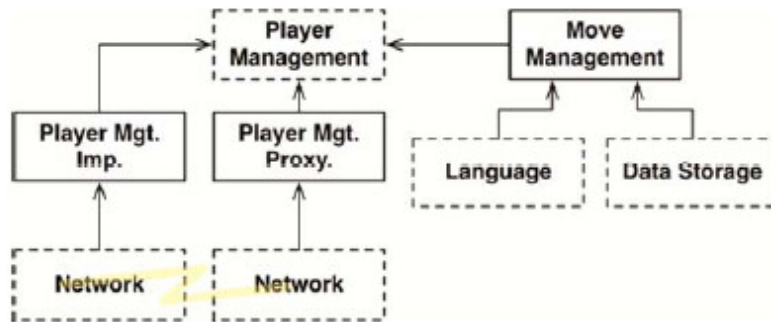 Player
Management
Move
Management
Player Mgt.
Imp.
Player Mgt.
Proxy.
Language
Data Storage
Network
Network